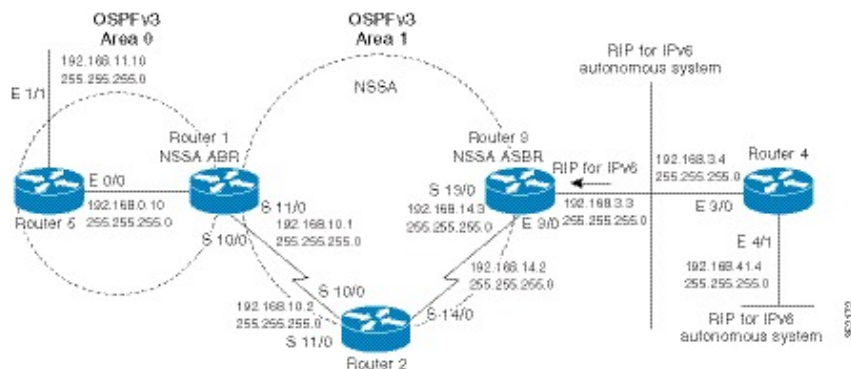 OSPFv3
Area 0
OSPFv3
Area 1
192.168.11.10
255.255.255.0
E 1/1
NSSA
RIP for IPv6
autonomous system
Router 1
NSSA ABR
Router 3
NSSA ASBR
RIP for IPv6
192.168.3.4
255.255.255.0
Router 4
E 0/0
192.168.0.10
255.255.255.0
Router 5
S 11/0
S 10/0
192.168.10.1
255.255.255.0
S 13/0
192.168.14.3
255.255.255.0
E 3/0
192.168.3.3
255.255.255.0
E 3/0
E 4/1
192.168.41.4
255.255.255.0
192.168.14.2
255.255.255.0
S 10/0
192.168.10.2
255.255.255.0
S 14/0
S 11/0
Router 2
RIP for IPv6
autonomous system